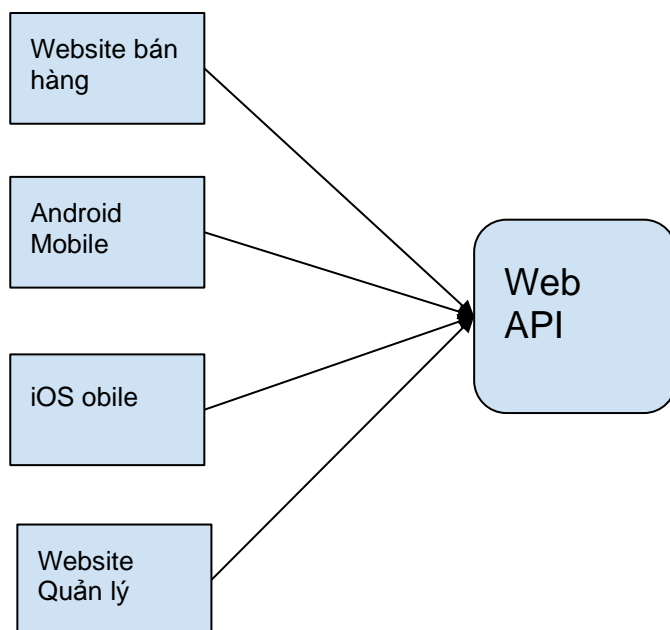 Website bán
hàng
Android
Mobile
iOS obile
Website
Quản lý
Web
API